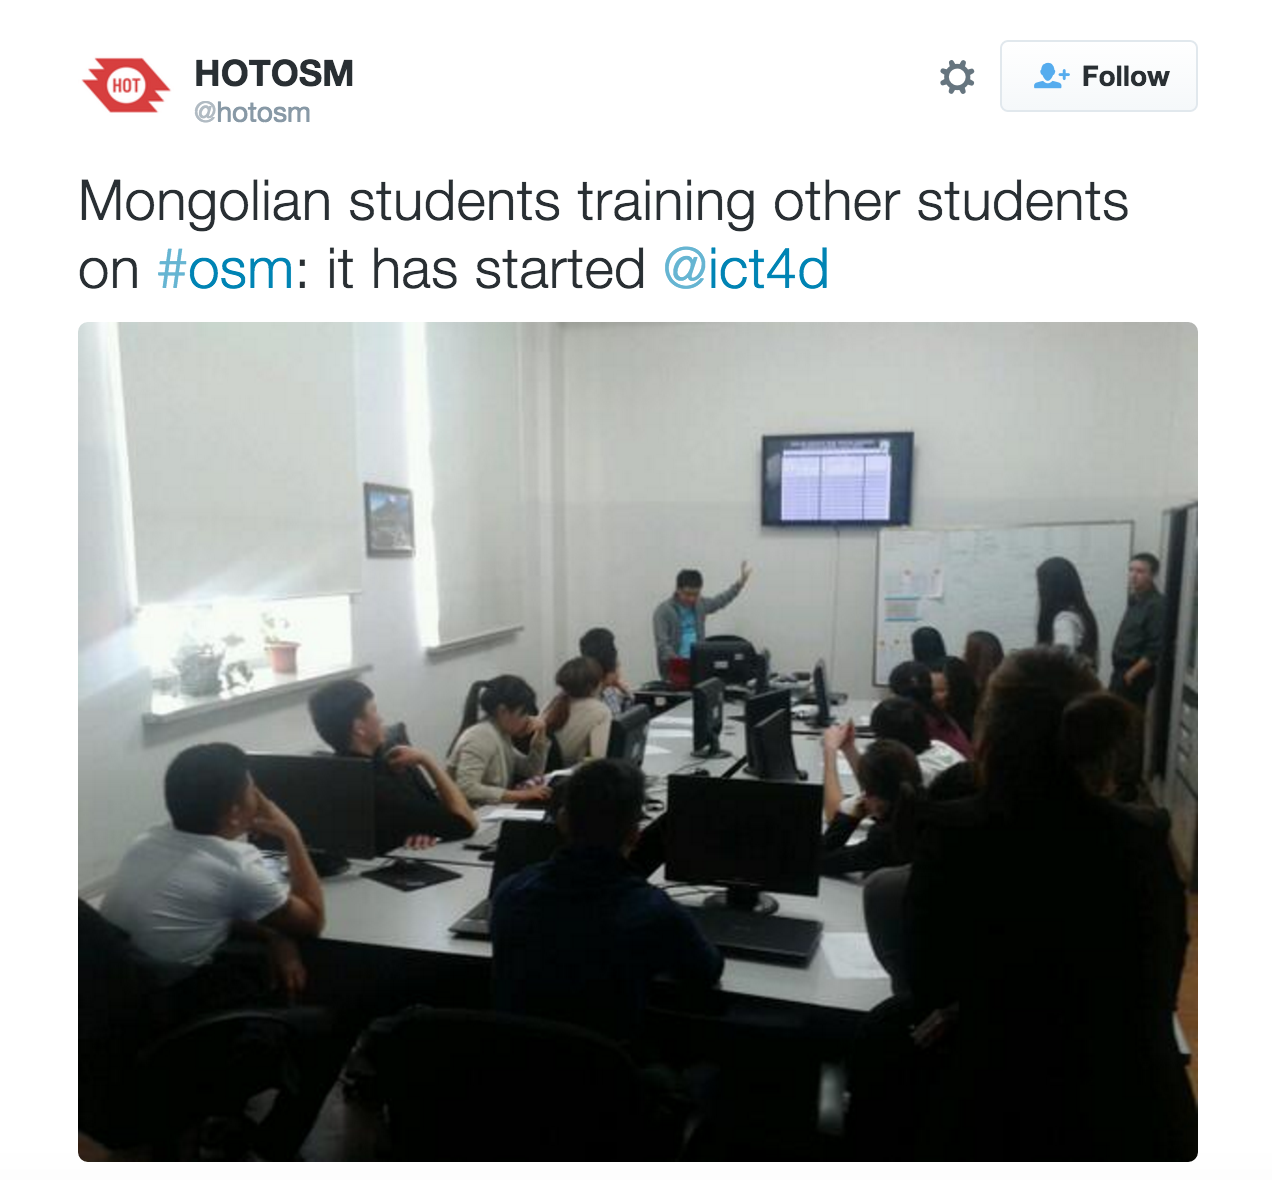 HOT
HOTOSM
@hotosm
Follow
Mongolian students training other students
on #osm: it has started @ict4d